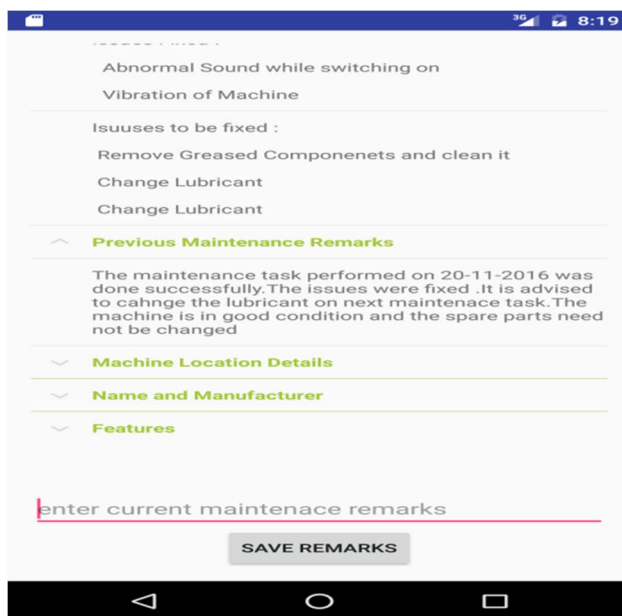 3G 8:19
Abnormal Sound while switching on
Vibration of Machine
Isuuses to be fixed :
Remove Greased Componenets and clean it
Change Lubricant
Change Lubricant
Previous Maintenance Remarks
The maintenance task performed on 20-11-2016 was
done successfully.The issues were fixed .It is advised
to cahnge the lubricant on next maintenace task.The
machine is in good condition and the spare parts need
not be changed
Machine Location Details
Name and Manufacturer
Features
enter current maintenace remarks
SAVE REMARKS